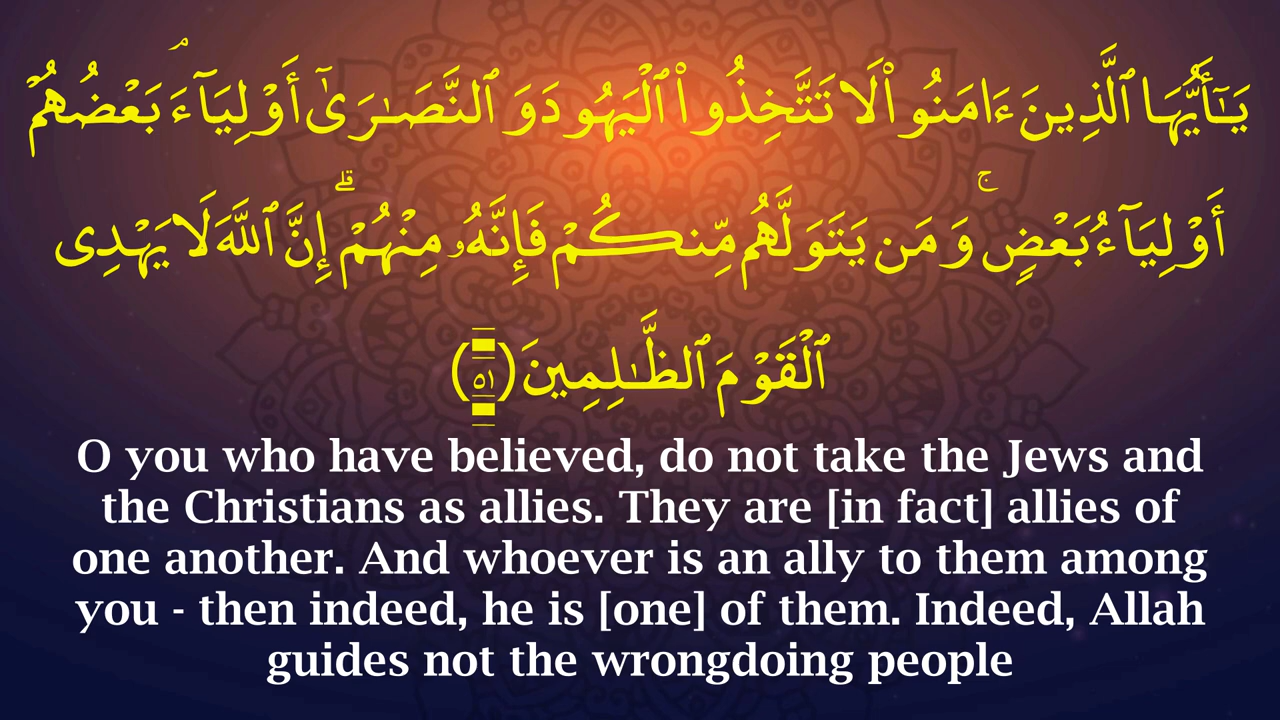 يَـٰٓأَيُّهَا ٱلَّذِينَ ءَامَنُوا۟ لَا تَتَّخِذُوا۟ ٱلْيَهُودَ وَٱلنَّصَـٰرَىٰٓ أَوْلِيَآءَ ۘ بَعْضُهُمْ
أَوْلِيَآءُ بَعْضٍ ۚ وَمَن يَتَوَلَّهُم مِّنكُمْ فَإِنَّهُۥ مِنْهُمْ ۗ إِنَّ ٱللَّهَ لَا يَهْدِى
ٱلْقَوْمَ ٱلظَّـٰلِمِينَ (٥١)
O you who have believed, do not take the Jews and
the Christians as allies. They are [in fact] allies of
one another. And whoever is an ally to them among
you - then indeed, he is [one] of them. Indeed, Allah
guides not the wrongdoing people